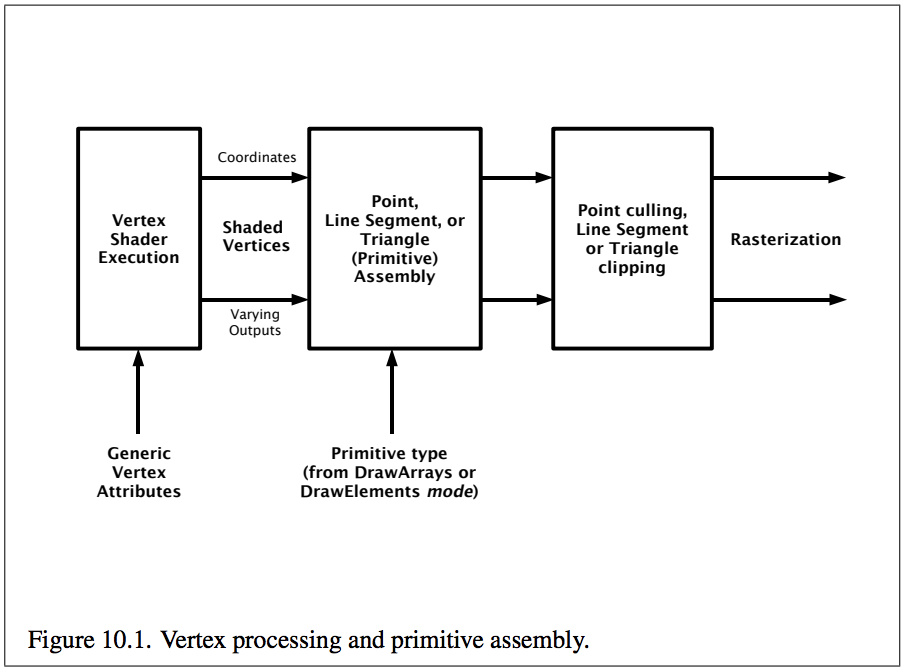 Coordinates
Vertex
Shader
Execution
Shaded
Vertices
Varying
Outputs
Point,
Line Segment, or
Triangle
(Primitive)
Assembly
Point culling,
Line Segment
or Triangle
clipping
Rasterization
Generic
Vertex
Attributes
Primitive type
(from DrawArrays or
DrawElements mode)
Figure 10.1. Vertex processing and primitive assembly.